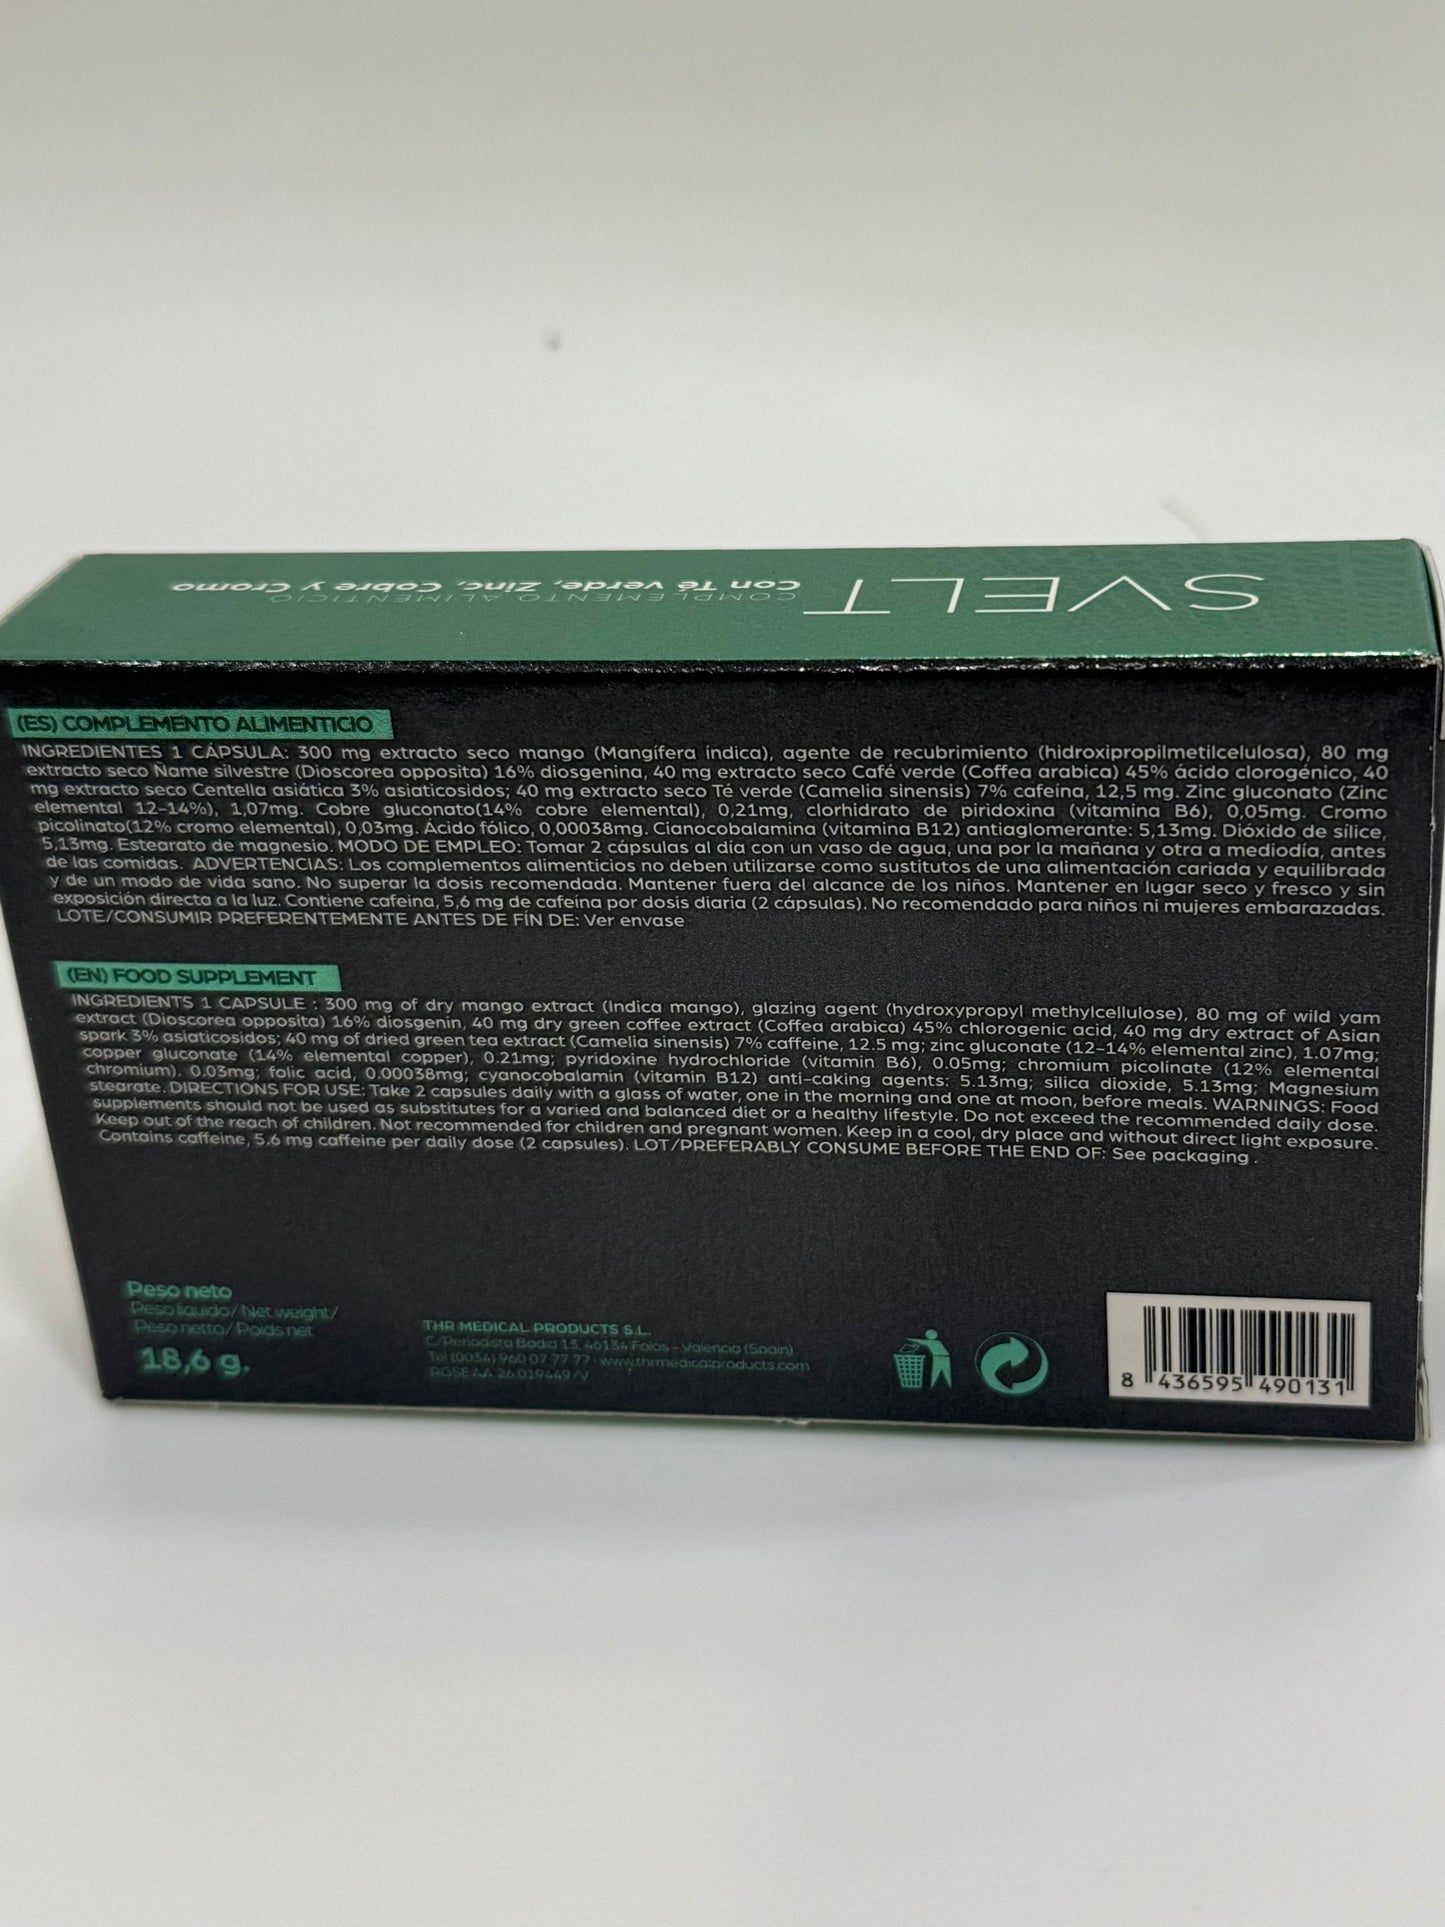 SVELT
COMPLEMENTO ALIMENTICIO
Con Té verde, Zinc, Cobre y Cromo
(ES) COMPLEMENTO ALIMENTICIO
INGREDIENTES 1 CÁPSULA: 300 mg extracto seco mango (Mangífera índica), agente de recubrimiento (hidroxipropilmetilcelulosa), 80 mg
extracto seco Ñame silvestre (Dioscorea opposita) 16% diosgenina, 40 mg extracto seco Café verde (Coffea arabica) 45% ácido clorogénico, 40
mg extracto seco Centella asiática 3% asiaticosidos; 40 mg extracto seco Té verde (Camelia sinensis) 7% cafeína, 12,5 mg. Zinc gluconato (Zinc
elemental 12-14%), 1,07mg. Cobre gluconato(14% cobre elemental), 0,21mg, clorhidrato de piridoxina (vitamina B6), 0,05mg. Cromo
picolinato(12% cromo elemental), 0,03mg. Ácido fólico, 0,00038mg. Cianocobalamina (vitamina B12) antiaglomerante: 5,13mg. Dióxido de sílice,
5,13mg. Estearato de magnesio. MODO DE EMPLEO: Tomar 2 cápsulas al día con un vaso de agua, una por la mañana y otra a mediodía, antes
de las comidas. ADVERTENCIAS: Los complementos alimenticios no deben utilizarse como sustitutos de una alimentación cariada y equilibrada
y de un modo de vida sano. No superar la dosis recomendada. Mantener fuera del alcance de los niños. Mantener en lugar seco y fresco y sin
exposición directa a la luz. Contiene cafeina, 5,6 mg de cafeína por dosis diaria (2 cápsulas). No recomendado para niños ni mujeres embarazadas.
LOTE/CONSUMIR PREFERENTEMENTE ANTES DE FÍN DE: Ver envase
(EN) FOOD SUPPLEMENT
INGREDIENTS 1 CAPSULE : 300 mg of dry mango extract (Indica mango), glazing agent (hydroxypropyl methylcellulose), 80 mg of wild yam
extract (Dioscorea opposita) 16% diosgenin, 40 mg dry green coffee extract (Coffea arabica) 45% chlorogenic acid, 40 mg dry extract of Asian
spark 3% asiaticosidos; 40 mg of dried green tea extract (Camelia sinensis) 7% caffeine, 12.5 mg; zinc gluconate (12-14% elemental zinc), 1.07mg;
copper gluconate (14% elemental copper), 0.21mg; pyridoxine hydrochloride (vitamin B6), 0.05mg; chromium picolinate (12% elemental
chromium). 0.03mg; folic acid, 0.00038mg; cyanocobalamin (vitamin B12) anti-caking agents: 5.13mg; silica dioxide, 5.13mg; Magnesium
stearate. DIRECTIONS FOR USE: Take 2 capsules daily with a glass of water, one in the morning and one at moon, before meals. WARNINGS: Food
supplements should not be used as substitutes for a varied and balanced diet or a healthy lifestyle. Do not exceed the recommended daily dose.
Keep out of the reach of children. Not recommended for children and pregnant women. Keep in a cool, dry place and without direct light exposure.
Contains caffeine, 5.6 mg caffeine per daily dose (2 capsules). LOT/PREFERABLY CONSUME BEFORE THE END OF: See packaging .
Peso neto
Peso líquido/ Net weight/
Peso netto/ Poids net
18,6 g.
THR MEDICAL PRODUCTS S.L.
C/Periodista Badia 13, 46134 Foios - Valencia (Spain)
Tel (0034) 960 07 77 77 · www.thrmedicalproducts.com
RGSEAA 26.019449/V
8 436595 490131